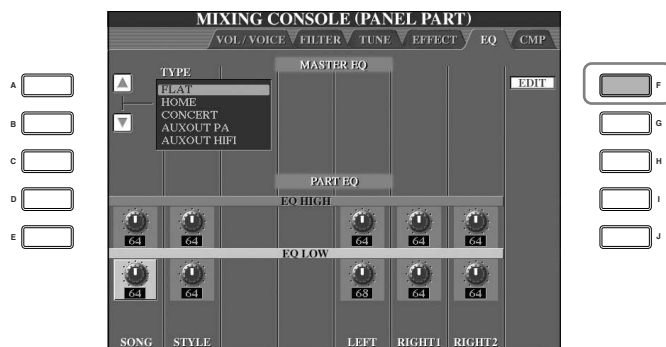 MIXING CONSOLE (PANEL PART)
VOL / VOICE FILTER TUNE EFFECT EQ CMP
TYPE MASTER EQ
EDIT
FLAT
HOME
CONCERT
AUXOUT PA
AUXOUT HIFI
A
B
C
D
E
F
G
H
I
J
PART EQ
EQ HIGH
64 64 64 64 64
EQ LOW
64 64 68 64 64
SONG STYLE LEFT RIGHT1 RIGHT2